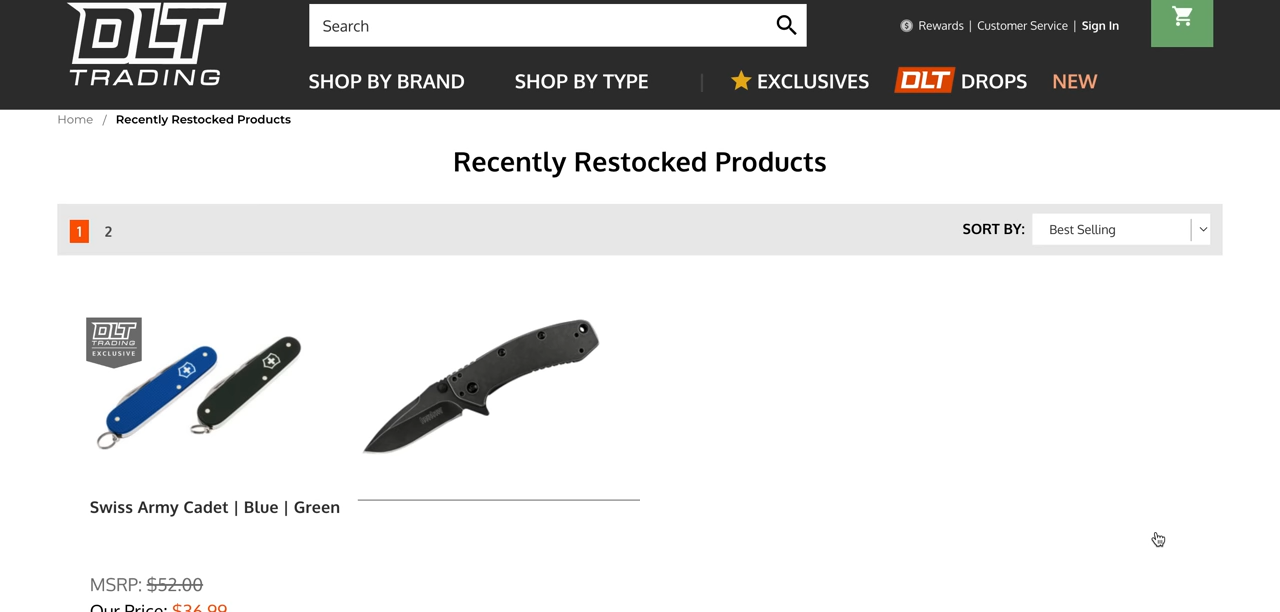 DLT
TRADING
Search
Rewards | Customer Service | Sign In
SHOP BY BRAND SHOP BY TYPE | EXCLUSIVES DLT DROPS NEW
Home / Recently Restocked Products
Recently Restocked Products
1 2
SORT BY: Best Selling
DLT
TRADING
EXCLUSIVE
Swiss Army Cadet | Blue | Green
MSRP: $52.00
Our Price: $36.99